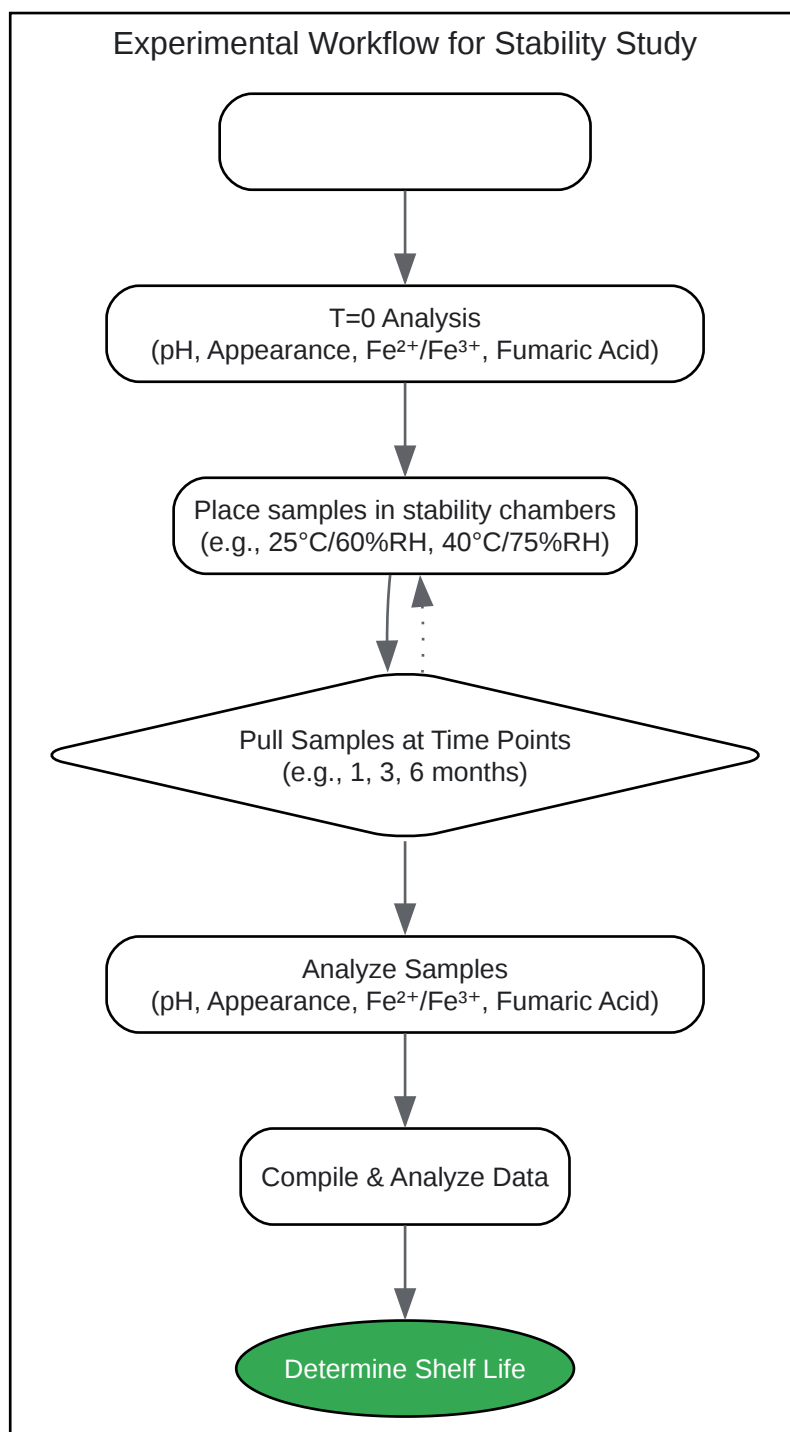 Experimental Workflow for Stability Study
T=0 Analysis
(pH, Appearance, Fe²⁺/Fe³⁺, Fumaric Acid)
Place samples in stability chambers
(e.g., 25°C/60%RH, 40°C/75%RH)
Pull Samples at Time Points
(e.g., 1, 3, 6 months)
Analyze Samples
(pH, Appearance, Fe²⁺/Fe³⁺, Fumaric Acid)
Compile & Analyze Data
Determine Shelf Life